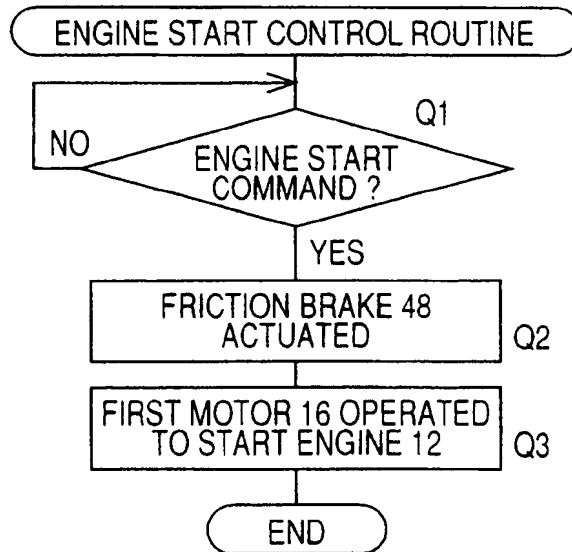 ENGINE START CONTROL ROUTINE
Q1
NO
ENGINE START
COMMAND ?
YES
FRICTION BRAKE 48
ACTUATED
Q2
FIRST MOTOR 16 OPERATED
TO START ENGINE 12
Q3
END